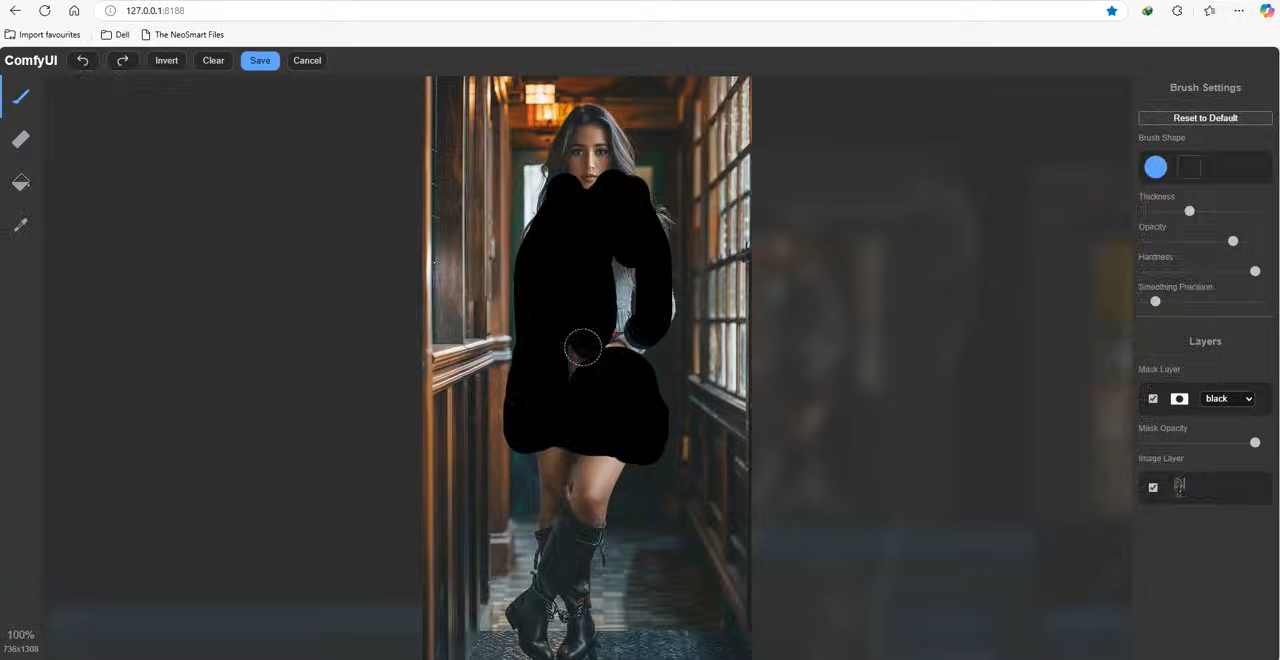 127.0.0.1:8188
Import favourites Dell The NeoSmart Files
ComfyUI Invert Clear Save Cancel
Brush Settings
Reset to Default
Brush Shape
Thickness
Opacity
Hardness
Smoothing Precision
Layers
Mask Layer
black
Mask Opacity
Image Layer
100%
736x1308